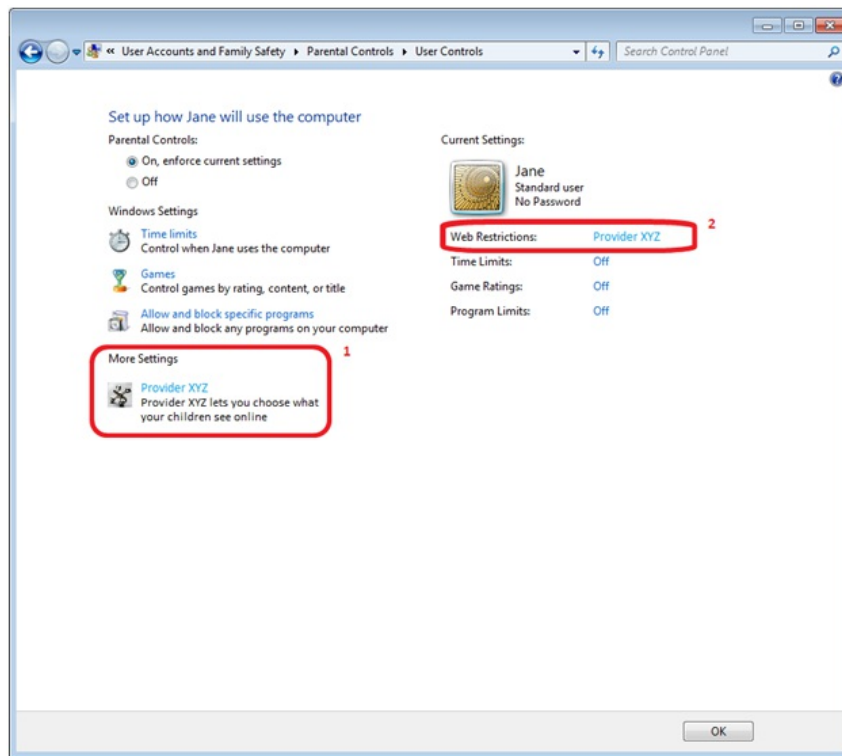 « User Accounts and Family Safety ▸ Parental Controls ▸ User Controls
Search Control Panel
Set up how Jane will use the computer
Parental Controls:
On, enforce current settings
Off
Windows Settings
Time limits
Control when Jane uses the computer
Games
Control games by rating, content, or title
Allow and block specific programs
Allow and block any programs on your computer
More Settings
1
Provider XYZ
Provider XYZ lets you choose what
your children see online
Current Settings:
Jane
Standard user
No Password
Web Restrictions: Provider XYZ
2
Time Limits: Off
Game Ratings: Off
Program Limits: Off
OK